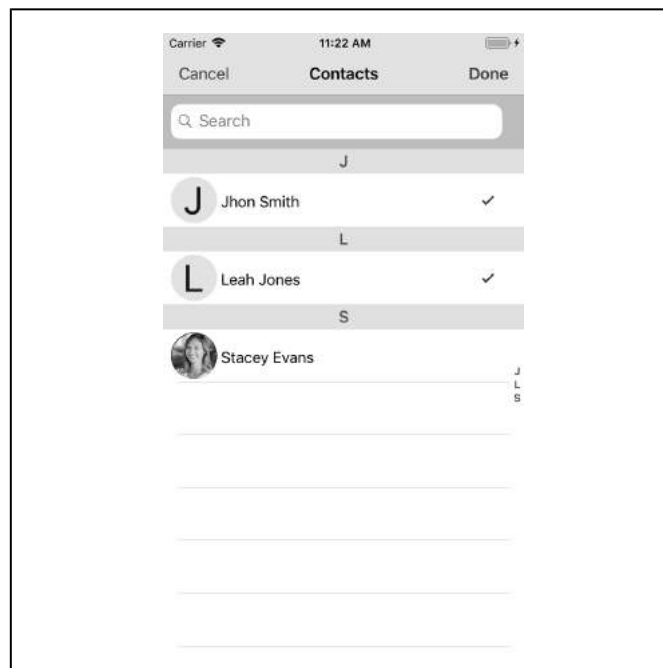 Carrier 11:22 AM
Cancel Contacts Done
Search
J
J Jhon Smith
L
L Leah Jones
S
Stacey Evans
J
L
S